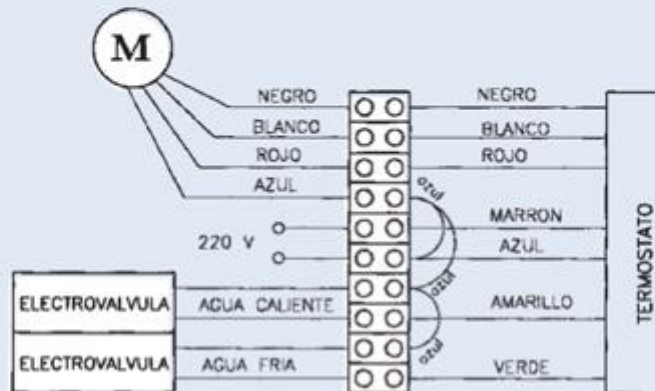 M
NEGRO NEGRO
BLANCO BLANCO
ROJO ROJO
AZUL azul
MARRON
220 V AZUL
azul
ELECTROVALVULA AGUA CALIENTE AMARILLO
azul
ELECTROVALVULA AGUA FRIA VERDE
TERMOSTATO